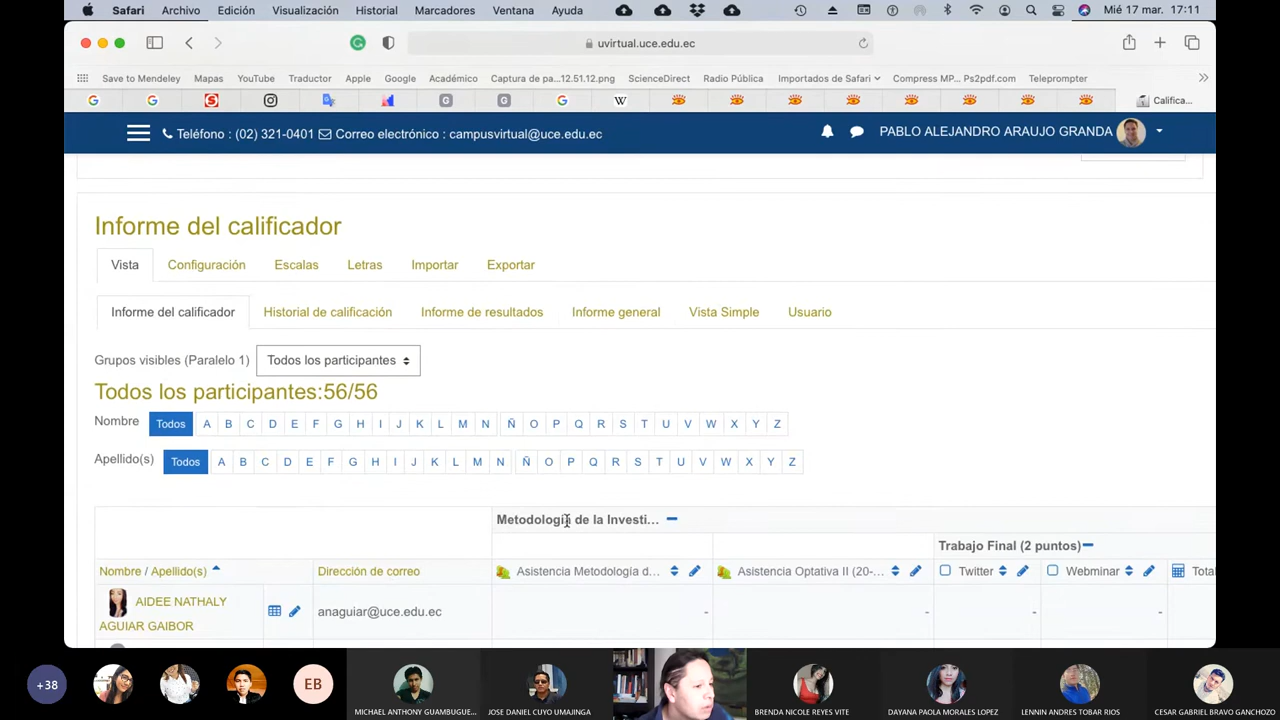 Safari Archivo Edición Visualización Historial Marcadores Ventana Ayuda Mié 17 mar. 17:11
uvirtual.uce.edu.ec
Save to Mendeley Mapas YouTube Traductor Apple Google Académico Captura de pa...12.51.12.png ScienceDirect Radio Pública Importados de Safari Compress MP... Ps2pdf.com Teleprompter
Califica...
Teléfono : (02) 321-0401 Correo electrónico : campusvirtual@uce.edu.ec PABLO ALEJANDRO ARAUJO GRANDA
Informe del calificador
Vista Configuración Escalas Letras Importar Exportar
Informe del calificador Historial de calificación Informe de resultados Informe general Vista Simple Usuario
Grupos visibles (Paralelo 1) Todos los participantes
Todos los participantes:56/56
Nombre Todos A B C D E F G H I J K L M N Ñ O P Q R S T U V W X Y Z
Apellido(s) Todos A B C D E F G H I J K L M N Ñ O P Q R S T U V W X Y Z
Metodología de la Investi...
Trabajo Final (2 puntos)
Nombre / Apellido(s) Dirección de correo Asistencia Metodología d... Asistencia Optativa II (20-... Twitter Webminar Total
AIDEE NATHALY
AGUIAR GAIBOR
anaguiar@uce.edu.ec - - - -
+38 EB
MICHAEL ANTHONY GUAMBUGUE... JOSE DANIEL CUYO UMAJINGA BRENDA NICOLE REYES VITE DAYANA PAOLA MORALES LOPEZ LENNIN ANDRES TOBAR RIOS CESAR GABRIEL BRAVO GANCHOZO